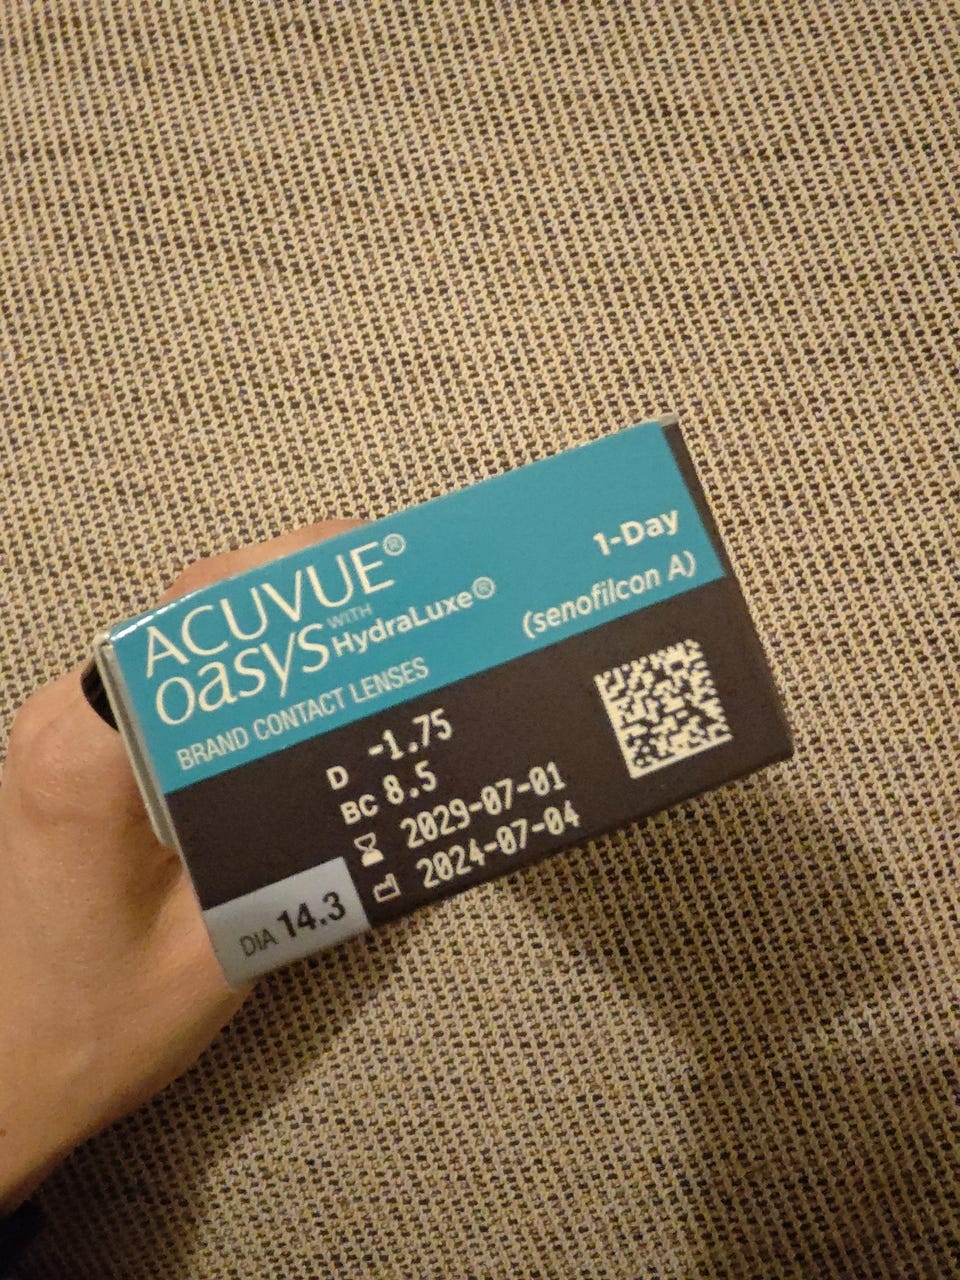 ACUVUE®
oasys WITH HydraLuxe®
1-Day
(senofilcon A)
BRAND CONTACT LENSES
D -1.75
BC 8.5
2029-07-01
2024-07-04
DIA 14.3